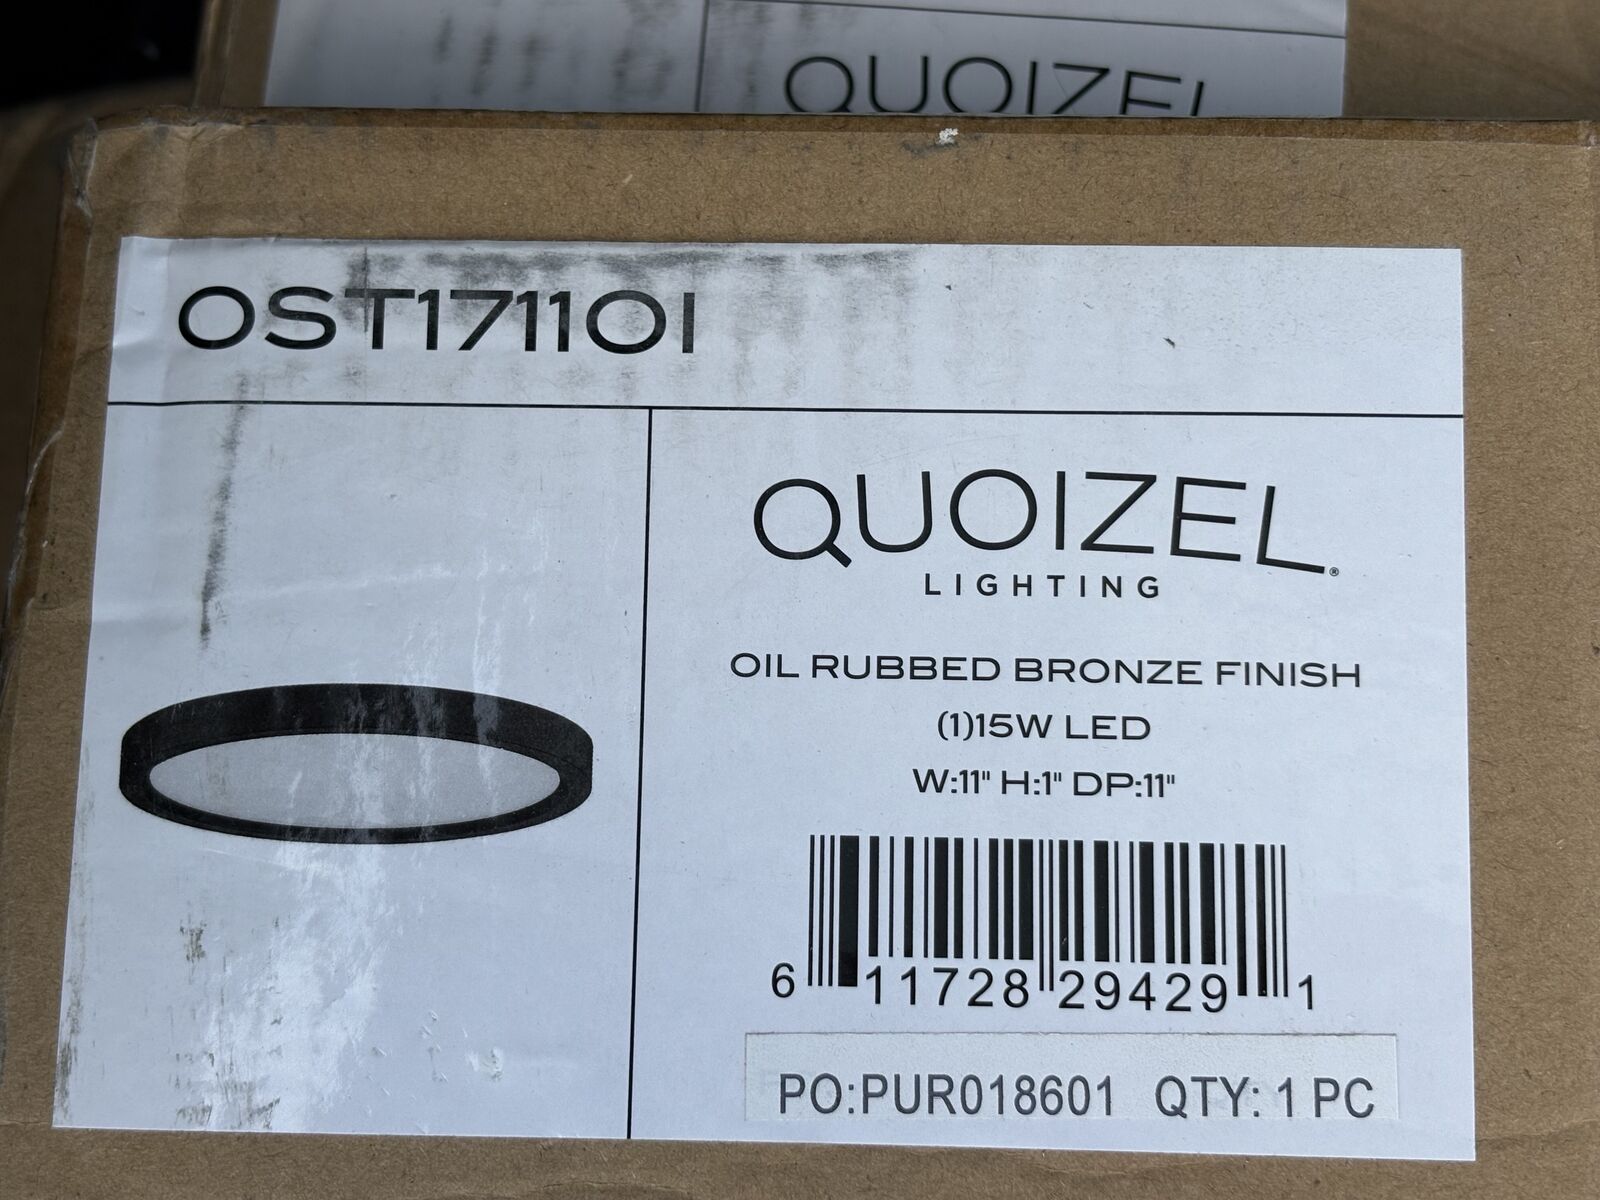 QUOIZEL
OST1711OI
QUOIZEL®
LIGHTING
OIL RUBBED BRONZE FINISH
(1)15W LED
W:11" H:1" DP:11"
6 11728 29429 1
PO:PUR018601 QTY: 1 PC